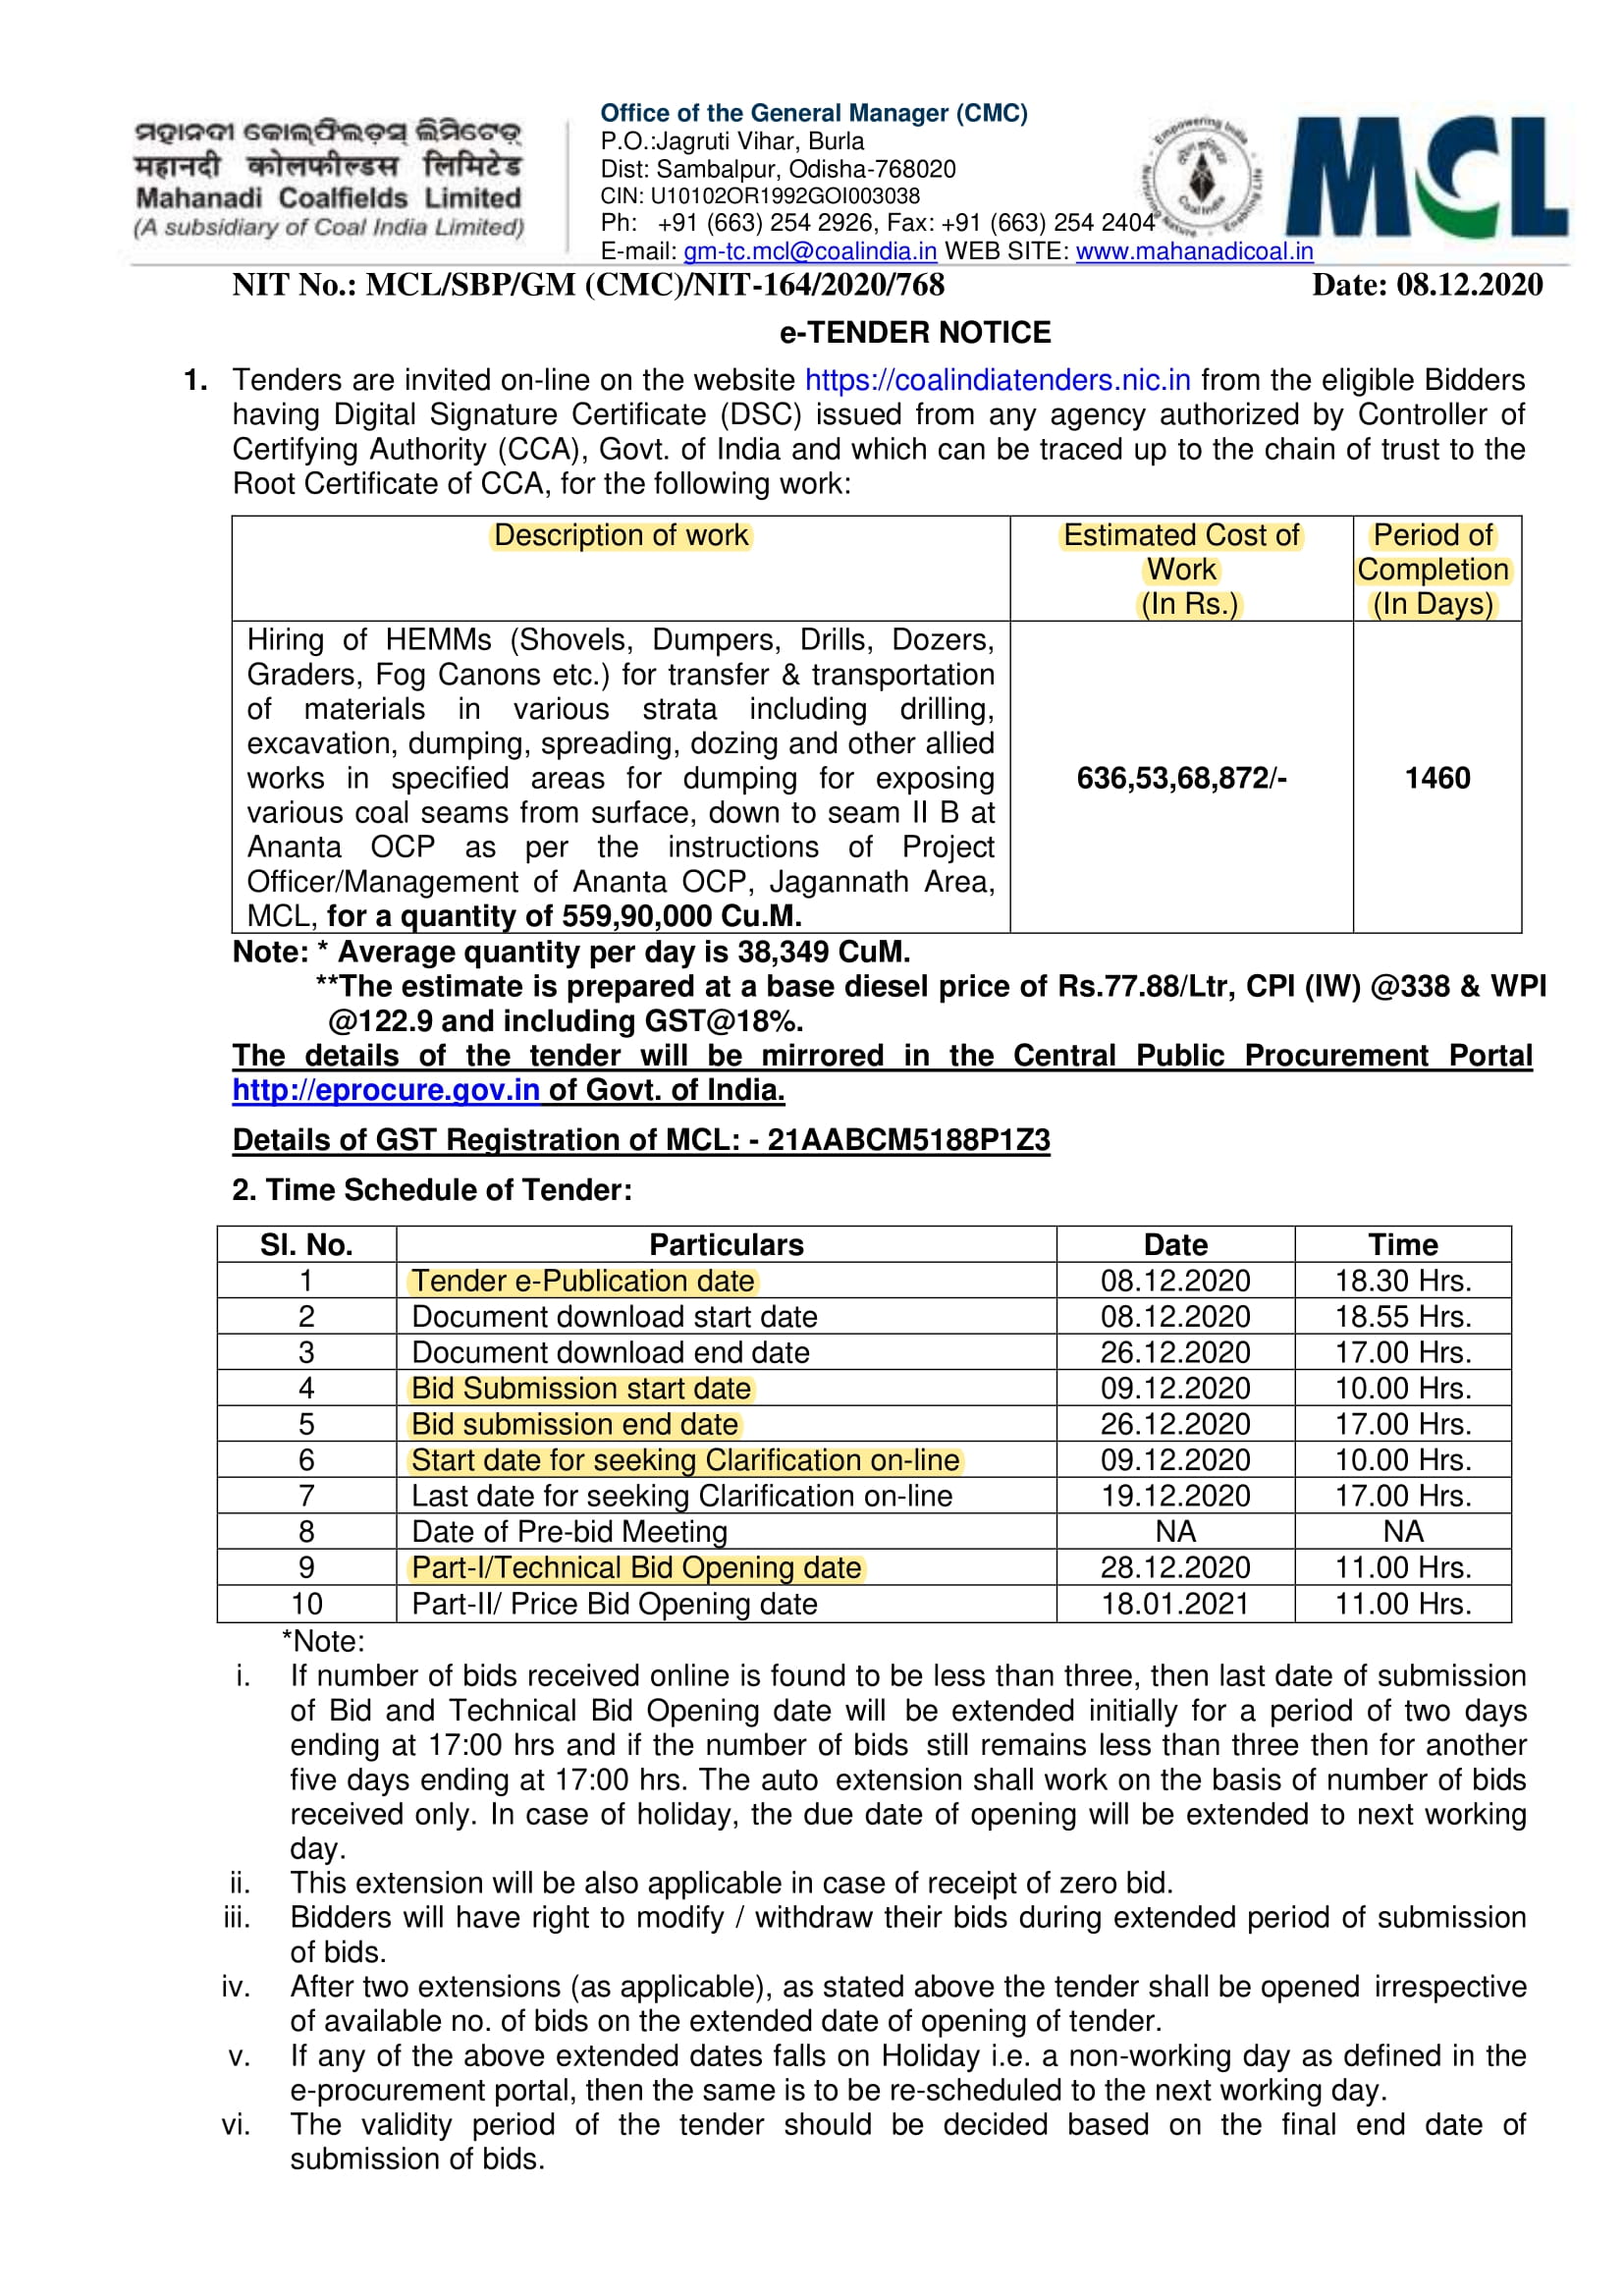 ମହାନଦୀ କୋଲ୍‌ଫିଲଡ଼ସ୍ ଲିମିଟେଡ଼୍
महानदी कोलफील्डस लिमिटेड
Mahanadi Coalfields Limited
(A subsidiary of Coal India Limited)
Office of the General Manager (CMC)
P.O.:Jagruti Vihar, Burla
Dist: Sambalpur, Odisha-768020
CIN: U10102OR1992GOI003038
Ph: +91 (663) 254 2926, Fax: +91 (663) 254 2404
E-mail: gm-tc.mcl@coalindia.in WEB SITE: www.mahanadicoal.in
Empowering India
Enabling Life
Nurturing Nature
Coal India
MCL
NIT No.: MCL/SBP/GM (CMC)/NIT-164/2020/768 Date: 08.12.2020
e-TENDER NOTICE
1. Tenders are invited on-line on the website https://coalindiatenders.nic.in from the eligible Bidders
having Digital Signature Certificate (DSC) issued from any agency authorized by Controller of
Certifying Authority (CCA), Govt. of India and which can be traced up to the chain of trust to the
Root Certificate of CCA, for the following work:
Description of work
Estimated Cost of
Work
(In Rs.)
Period of
Completion
(In Days)
Hiring of HEMMs (Shovels, Dumpers, Drills, Dozers,
Graders, Fog Canons etc.) for transfer & transportation
of materials in various strata including drilling,
excavation, dumping, spreading, dozing and other allied
works in specified areas for dumping for exposing
various coal seams from surface, down to seam II B at
Ananta OCP as per the instructions of Project
Officer/Management of Ananta OCP, Jagannath Area,
MCL, for a quantity of 559,90,000 Cu.M.
636,53,68,872/-
1460
Note: * Average quantity per day is 38,349 CuM.
**The estimate is prepared at a base diesel price of Rs.77.88/Ltr, CPI (IW) @338 & WPI
@122.9 and including GST@18%.
The details of the tender will be mirrored in the Central Public Procurement Portal
http://eprocure.gov.in of Govt. of India.
Details of GST Registration of MCL: - 21AABCM5188P1Z3
2. Time Schedule of Tender:
Sl. No. Particulars Date Time
1 Tender e-Publication date 08.12.2020 18.30 Hrs.
2 Document download start date 08.12.2020 18.55 Hrs.
3 Document download end date 26.12.2020 17.00 Hrs.
4 Bid Submission start date 09.12.2020 10.00 Hrs.
5 Bid submission end date 26.12.2020 17.00 Hrs.
6 Start date for seeking Clarification on-line 09.12.2020 10.00 Hrs.
7 Last date for seeking Clarification on-line 19.12.2020 17.00 Hrs.
8 Date of Pre-bid Meeting NA NA
9 Part-I/Technical Bid Opening date 28.12.2020 11.00 Hrs.
10 Part-II/ Price Bid Opening date 18.01.2021 11.00 Hrs.
*Note:
i. If number of bids received online is found to be less than three, then last date of submission
of Bid and Technical Bid Opening date will be extended initially for a period of two days
ending at 17:00 hrs and if the number of bids still remains less than three then for another
five days ending at 17:00 hrs. The auto extension shall work on the basis of number of bids
received only. In case of holiday, the due date of opening will be extended to next working
day.
ii. This extension will be also applicable in case of receipt of zero bid.
iii. Bidders will have right to modify / withdraw their bids during extended period of submission
of bids.
iv. After two extensions (as applicable), as stated above the tender shall be opened irrespective
of available no. of bids on the extended date of opening of tender.
v. If any of the above extended dates falls on Holiday i.e. a non-working day as defined in the
e-procurement portal, then the same is to be re-scheduled to the next working day.
vi. The validity period of the tender should be decided based on the final end date of
submission of bids.